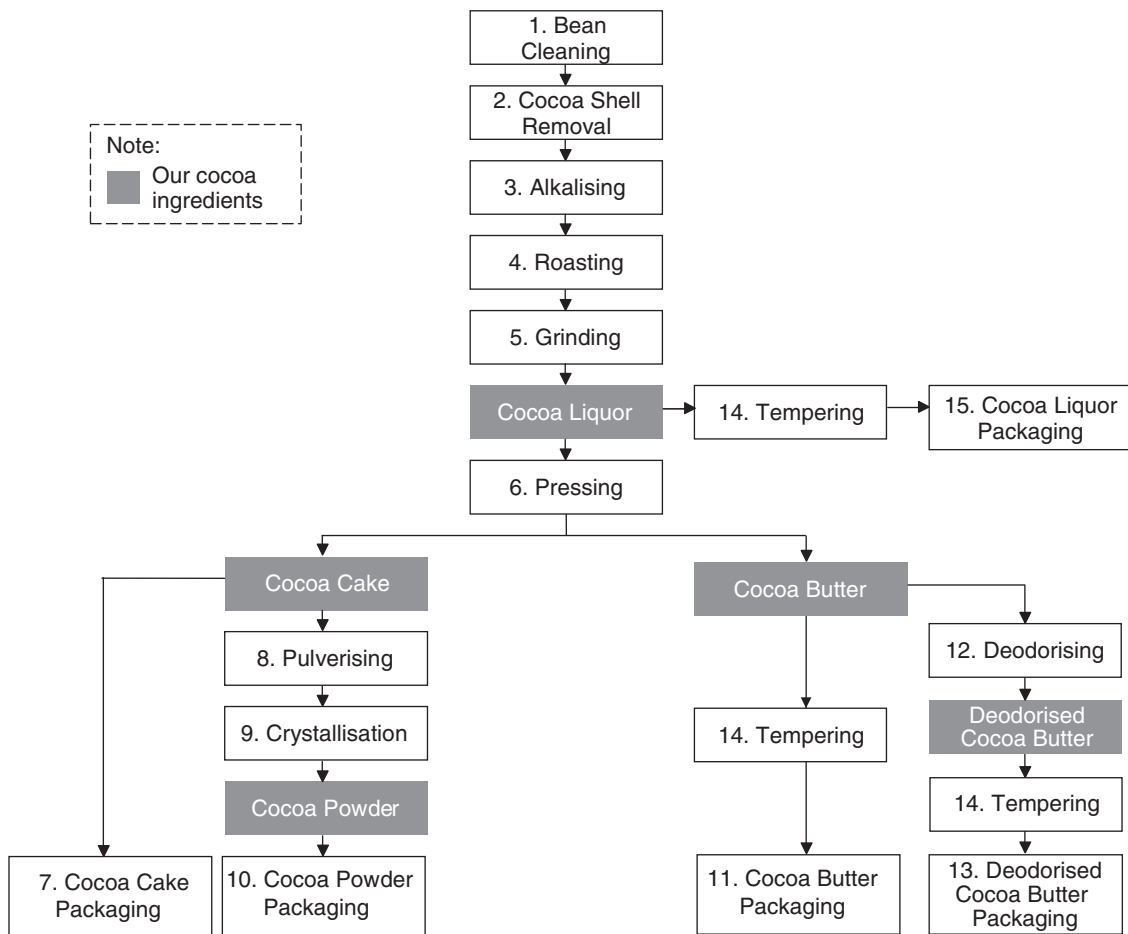 1. Bean
Cleaning
2. Cocoa Shell
Removal
Note:
Our cocoa
ingredients
3. Alkalising
4. Roasting
5. Grinding
Cocoa Liquor
14. Tempering
15. Cocoa Liquor
Packaging
6. Pressing
Cocoa Cake
Cocoa Butter
8. Pulverising
12. Deodorising
9. Crystallisation
14. Tempering
Deodorised
Cocoa Butter
Cocoa Powder
14. Tempering
7. Cocoa Cake
Packaging
10. Cocoa Powder
Packaging
11. Cocoa Butter
Packaging
13. Deodorised
Cocoa Butter
Packaging